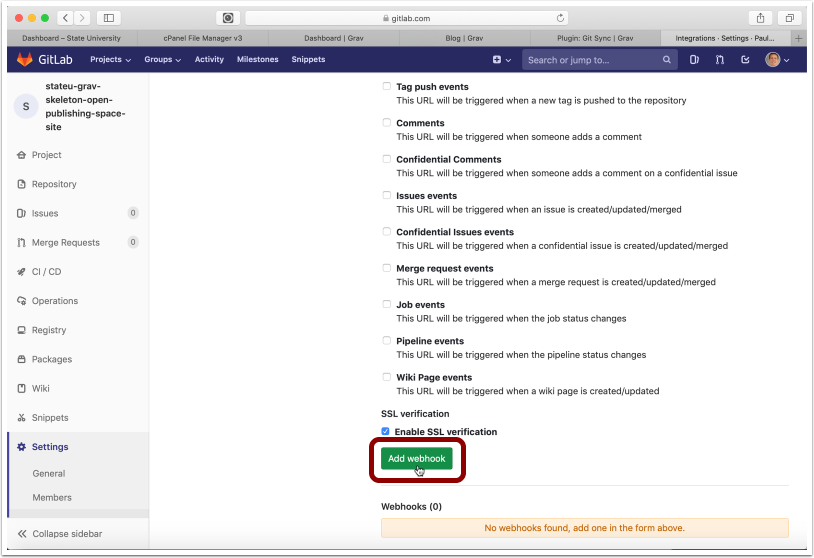 gitlab.com
Dashboard – State University
cPanel File Manager v3
Dashboard | Grav
Blog | Grav
Plugin: Git Sync | Grav
Integrations · Settings · Paul...
GitLab
Projects
Groups
Activity
Milestones
Snippets
Search or jump to...
S
stateu-grav-
skeleton-open-
publishing-space-
site
Project
Repository
Issues 0
Merge Requests 0
CI / CD
Operations
Registry
Packages
Wiki
Snippets
Settings
General
Members
Collapse sidebar
Tag push events
This URL will be triggered when a new tag is pushed to the repository
Comments
This URL will be triggered when someone adds a comment
Confidential Comments
This URL will be triggered when someone adds a comment on a confidential issue
Issues events
This URL will be triggered when an issue is created/updated/merged
Confidential Issues events
This URL will be triggered when a confidential issue is created/updated/merged
Merge request events
This URL will be triggered when a merge request is created/updated/merged
Job events
This URL will be triggered when the job status changes
Pipeline events
This URL will be triggered when the pipeline status changes
Wiki Page events
This URL will be triggered when a wiki page is created/updated
SSL verification
Enable SSL verification
Add webhook
Webhooks (0)
No webhooks found, add one in the form above.